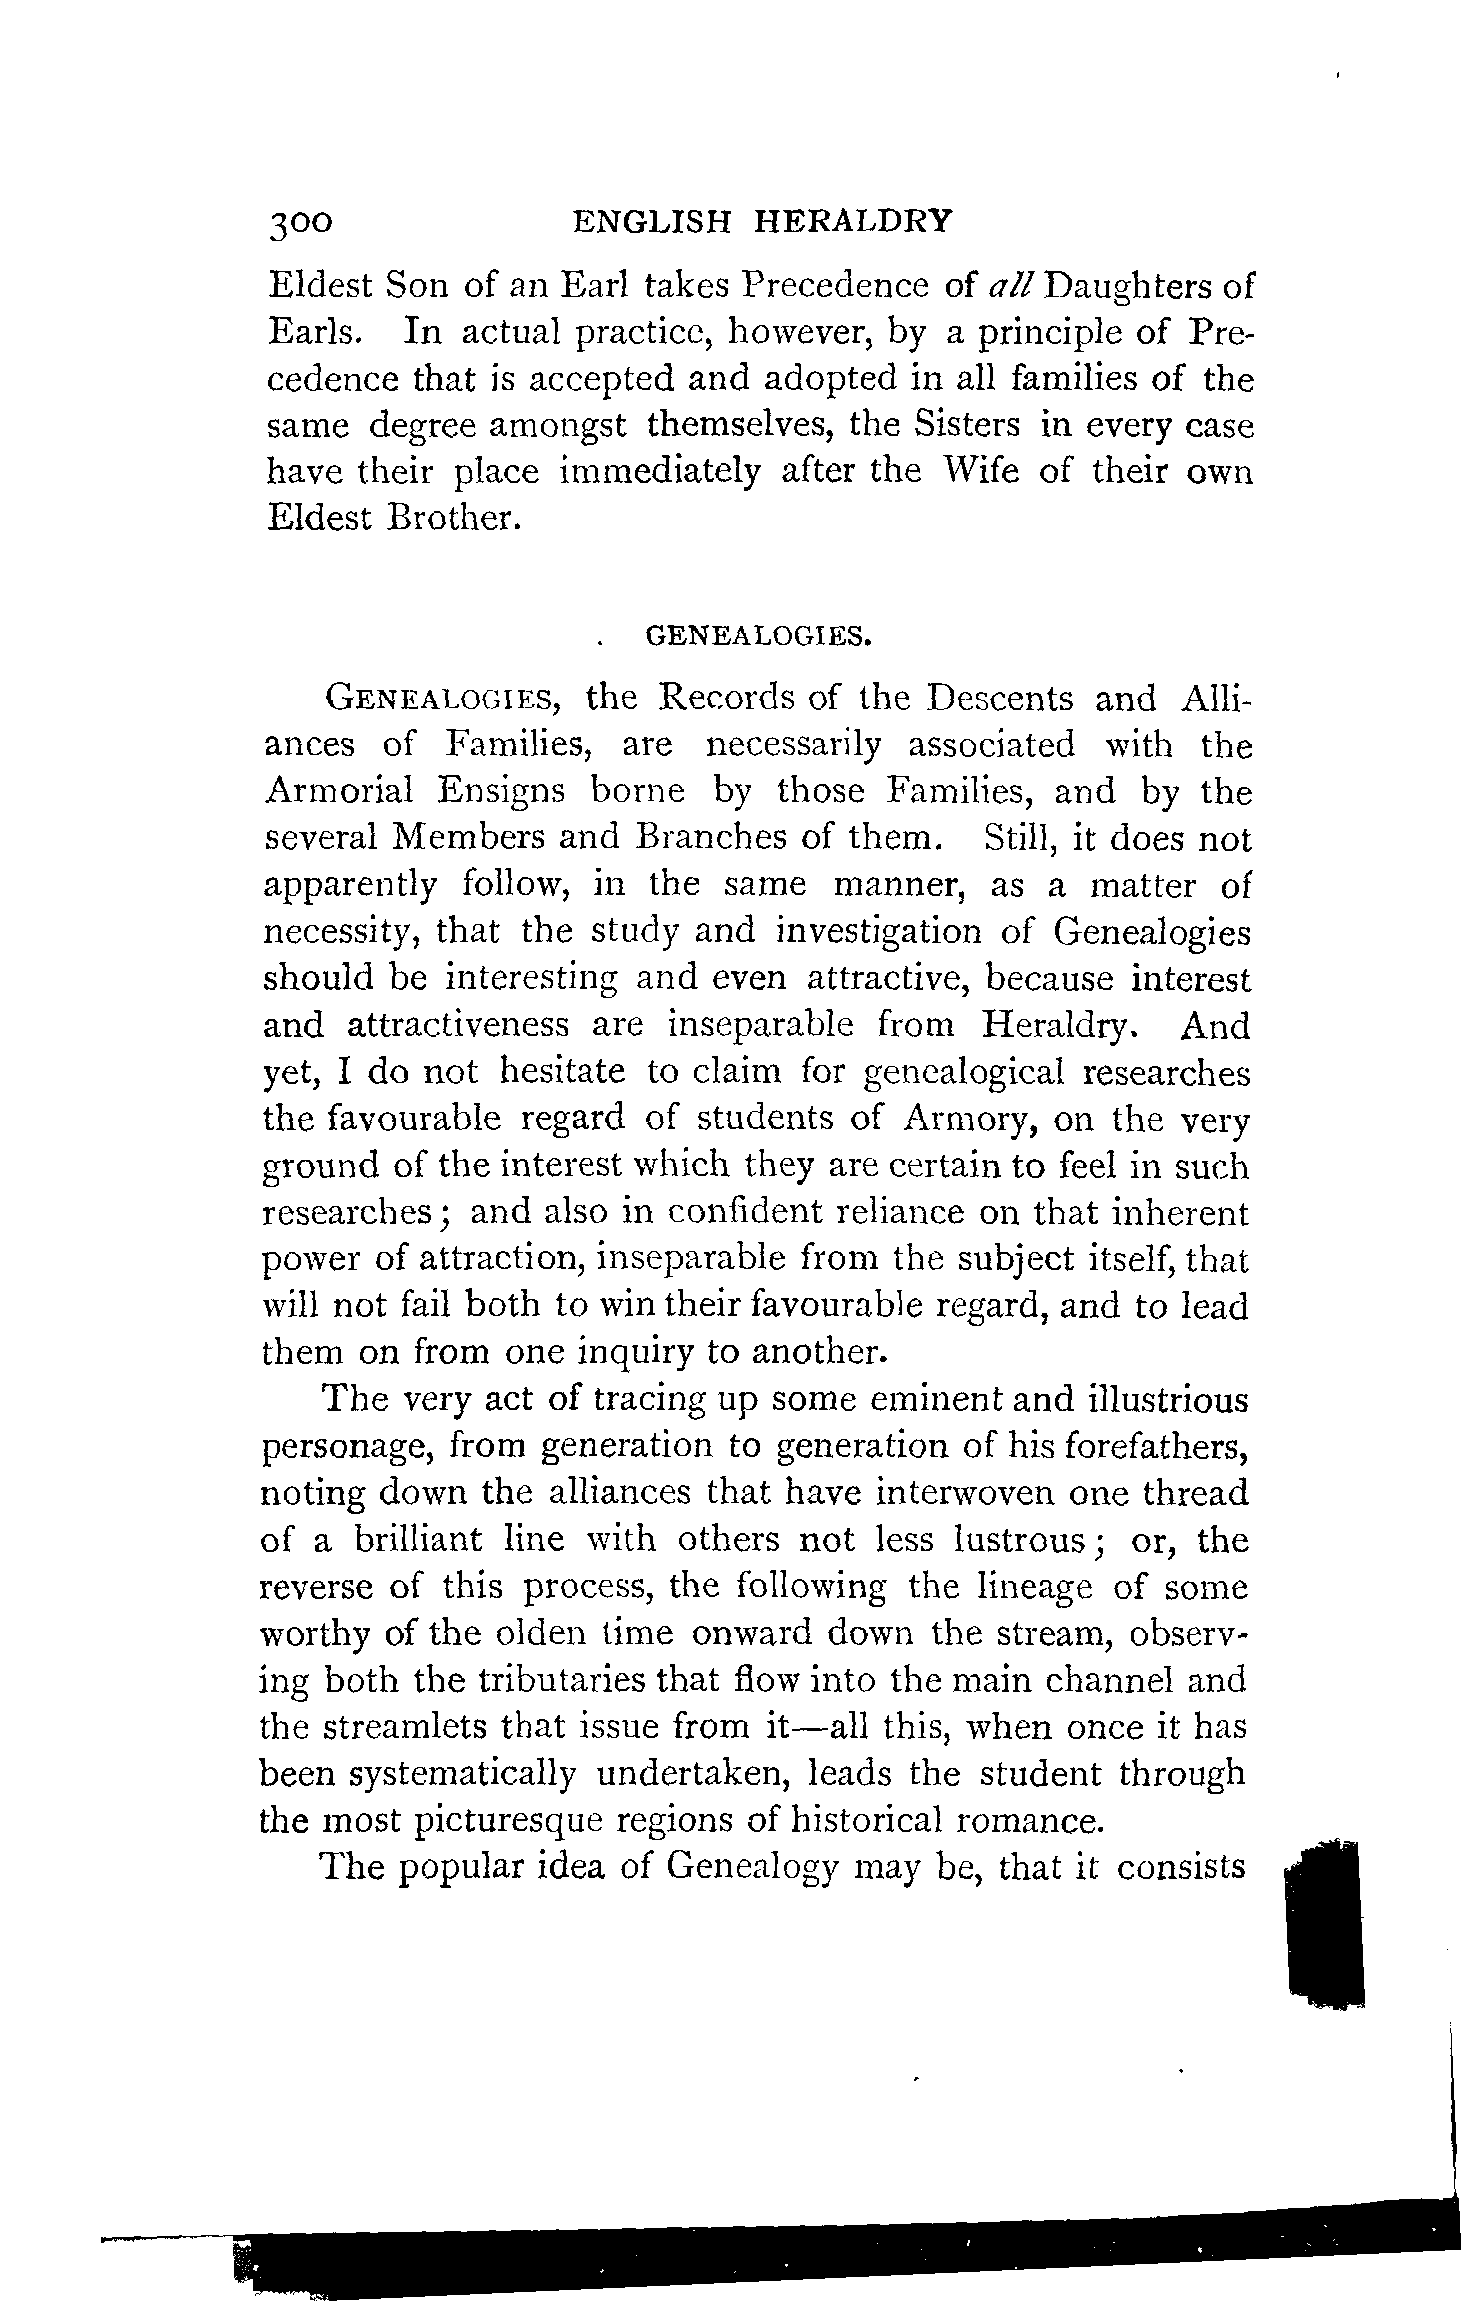 300 ENGLISH HERALDRY
Eldest Son of an Earl takes Precedence of all Daughters of
Earls. In actual practice, however, by a principle of Pre-
cedence that is accepted and adopted in all families of the
same degree amongst themselves, the Sisters in every case
have their place immediately after the Wife of their own
Eldest Brother.
GENEALOGIES.
GENEALOGIES, the Records of the Descents and Alli-
ances of Families, are necessarily associated with the
Armorial Ensigns borne by those Families, and by the
several Members and Branches of them. Still, it does not
apparently follow, in the same manner, as a matter of
necessity, that the study and investigation of Genealogies
should be interesting and even attractive, because interest
and attractiveness are inseparable from Heraldry. And
yet, I do not hesitate to claim for genealogical researches
the favourable regard of students of Armory, on the very
ground of the interest which they are certain to feel in such
researches; and also in confident reliance on that inherent
power of attraction, inseparable from the subject itself, that
will not fail both to win their favourable regard, and to lead
them on from one inquiry to another.
The very act of tracing up some eminent and illustrious
personage, from generation to generation of his forefathers,
noting down the alliances that have interwoven one thread
of a brilliant line with others not less lustrous; or, the
reverse of this process, the following the lineage of some
worthy of the olden time onward down the stream, observ-
ing both the tributaries that flow into the main channel and
the streamlets that issue from it—all this, when once it has
been systematically undertaken, leads the student through
the most picturesque regions of historical romance.
The popular idea of Genealogy may be, that it consists